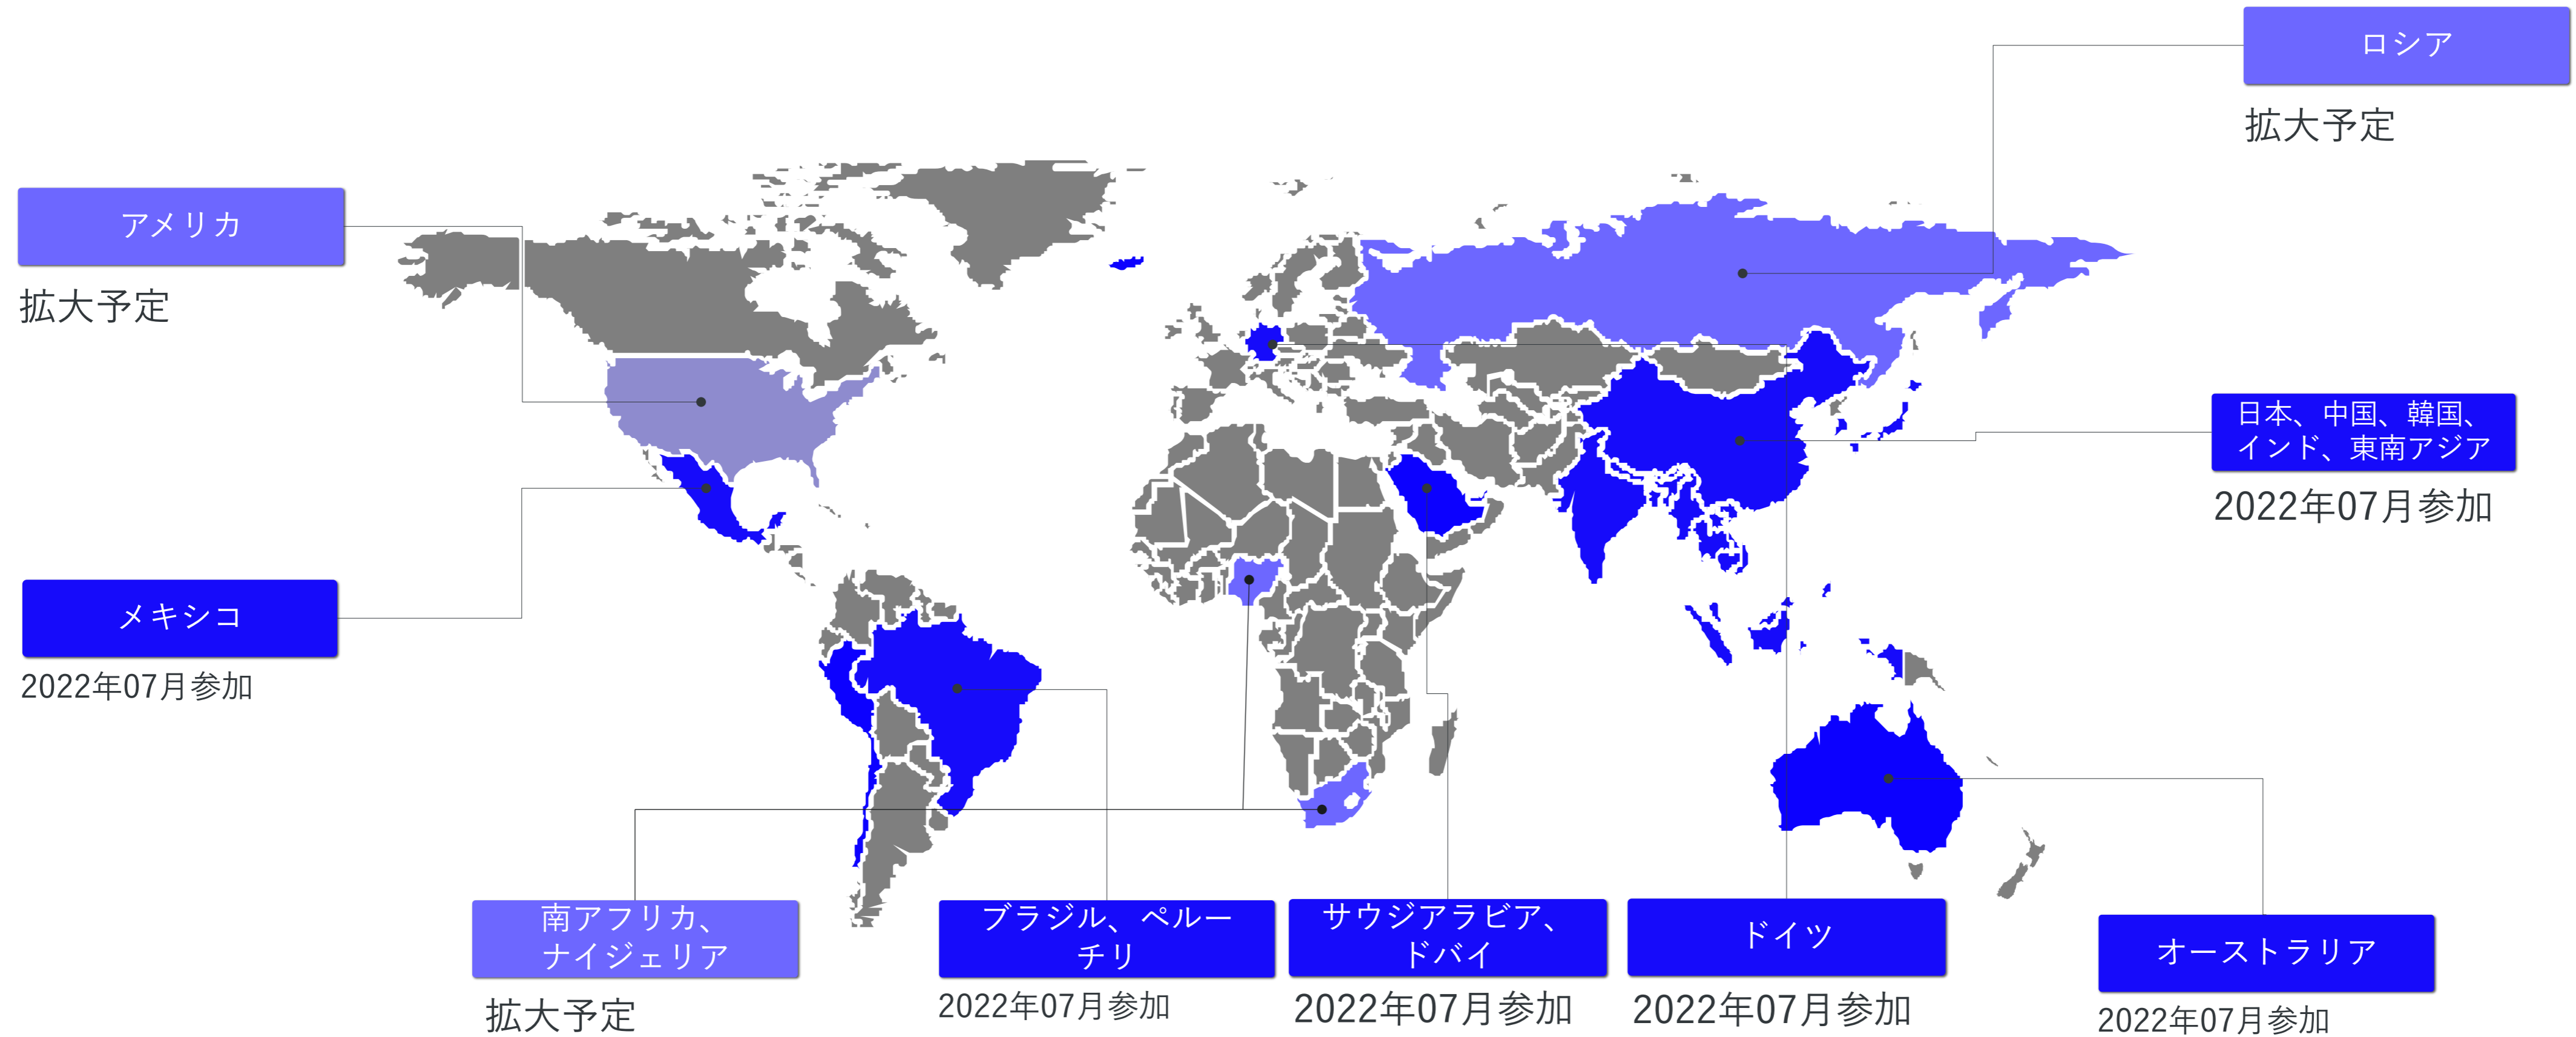 ロシア
拡大予定
アメリカ
拡大予定
日本、中国、韓国、
インド、東南アジア
2022年07月参加
メキシコ
2022年07月参加
南アフリカ、
ナイジェリア
拡大予定
ブラジル、ペルー
チリ
2022年07月参加
サウジアラビア、
ドバイ
2022年07月参加
ドイツ
2022年07月参加
オーストラリア
2022年07月参加